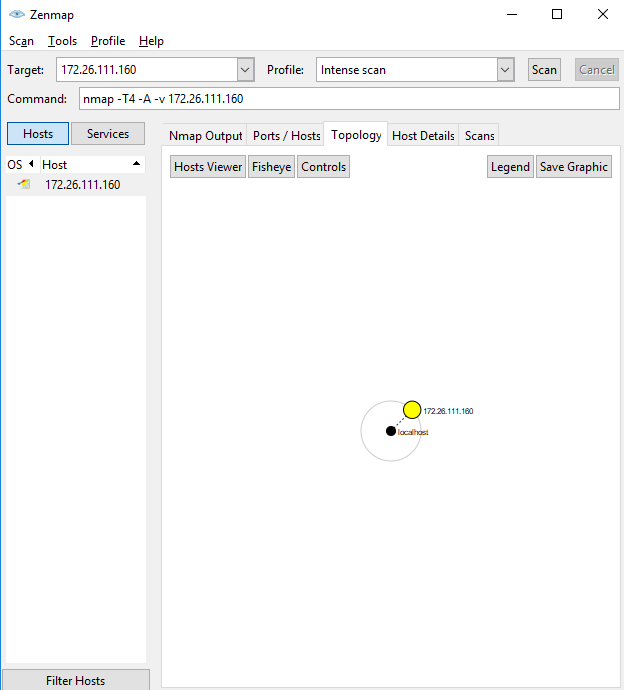 Zenmap
Scan Tools Profile Help
Target: 172.26.111.160 Profile: Intense scan Scan Cancel
Command: nmap -T4 -A -v 172.26.111.160
Hosts Services
Nmap Output Ports / Hosts Topology Host Details Scans
OS Host
172.26.111.160
Hosts Viewer Fisheye Controls Legend Save Graphic
172.26.111.160
localhost
Filter Hosts